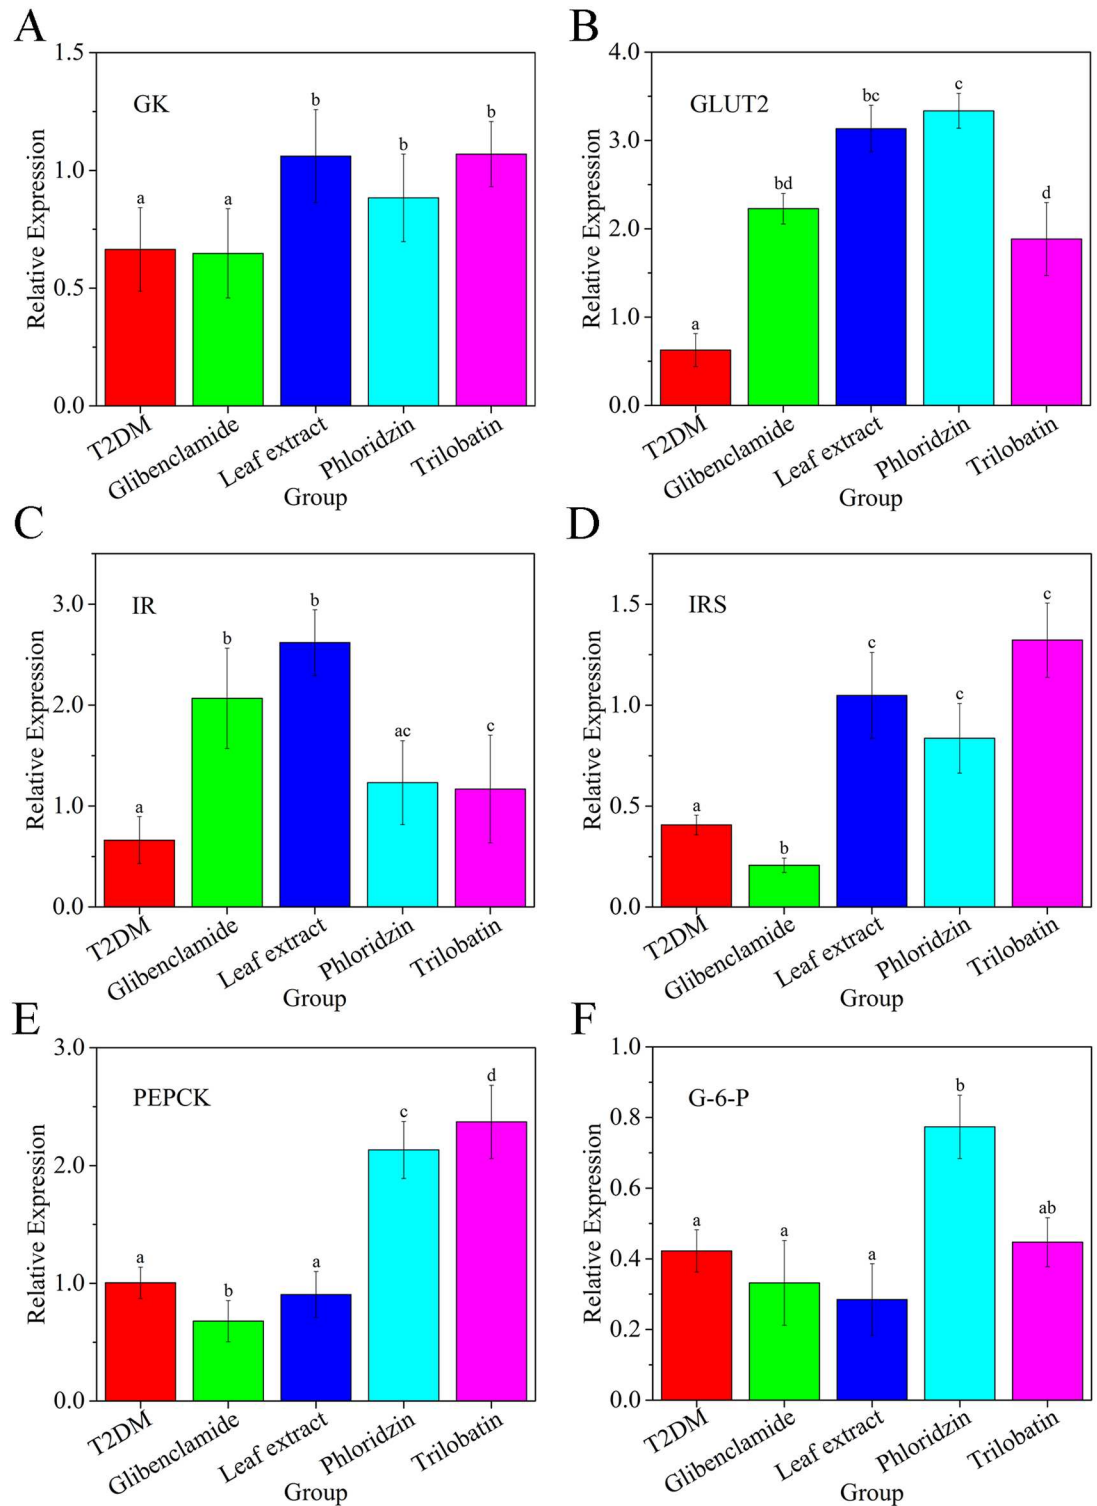 A
1.5
GK
b
b
b
1.0
a
a
0.5
0.0
Relative Expression
T2DM
Glibenclamide
Leaf extract
Phloridzin
Trilobatin
Group
B
4.0
GLUT2
bc
c
3.0
bd
d
2.0
1.0
a
0.0
Relative Expression
T2DM
Glibenclamide
Leaf extract
Phloridzin
Trilobatin
Group
C
3.0
IR
b
b
2.0
ac
c
1.0
a
0.0
Relative Expression
T2DM
Glibenclamide
Leaf extract
Phloridzin
Trilobatin
Group
D
1.5
IRS
c
c
c
1.0
0.5
a
b
0.0
Relative Expression
T2DM
Glibenclamide
Leaf extract
Phloridzin
Trilobatin
Group
E
3.0
PEPCK
d
c
2.0
a
b
a
1.0
0.0
Relative Expression
T2DM
Glibenclamide
Leaf extract
Phloridzin
Trilobatin
Group
F
1.0
G-6-P
b
0.8
0.6
a
a
a
ab
0.4
0.2
0.0
Relative Expression
T2DM
Glibenclamide
Leaf extract
Phloridzin
Trilobatin
Group